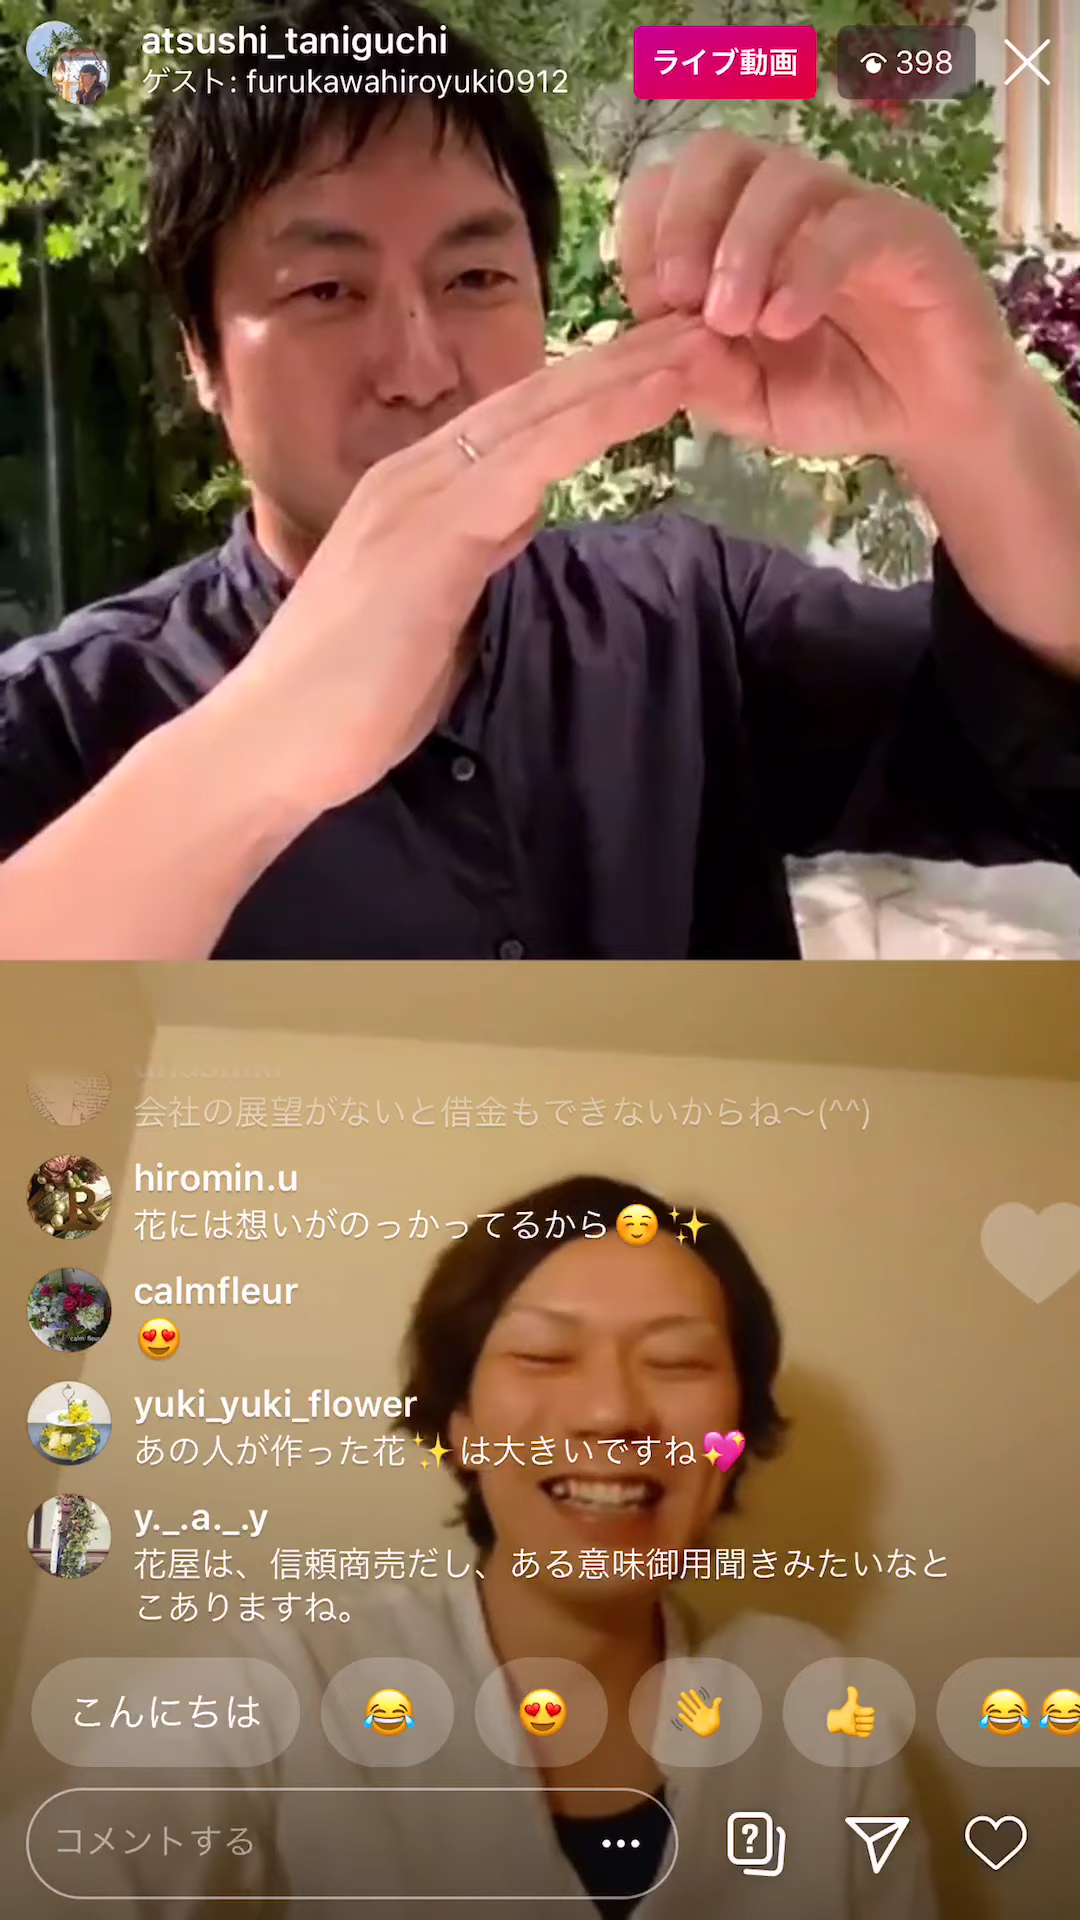 atsushi_taniguchi
ゲスト: furukawahiroyuki0912
ライブ動画
398
会社の展望がないと借金もできないからね〜(^^)
hiromin.u
花には想いがのっかってるから☺️✨
calmfleur
😍
yuki_yuki_flower
あの人が作った花✨は大きいですね💖
y._.a._.y
花屋は、信頼商売だし、ある意味御用聞きみたいなと
こありますね。
こんにちは 😂 😍 👋 👍 😂😂
コメントする